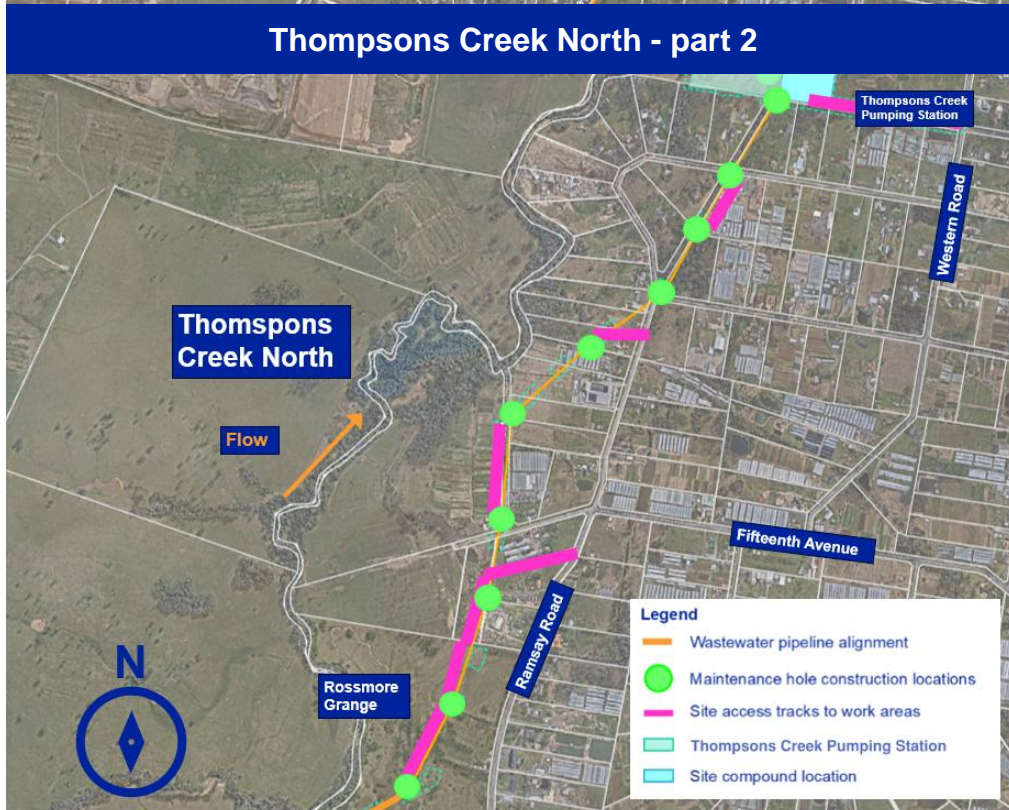 Thompsons Creek North - part 2
Thompsons Creek
Pumping Station
Western Road
Thomspons
Creek North
Flow
Fifteenth Avenue
Ramsay Road
Rossmore
Grange
N
Legend
Wastewater pipeline alignment
Maintenance hole construction locations
Site access tracks to work areas
Thompsons Creek Pumping Station
Site compound location